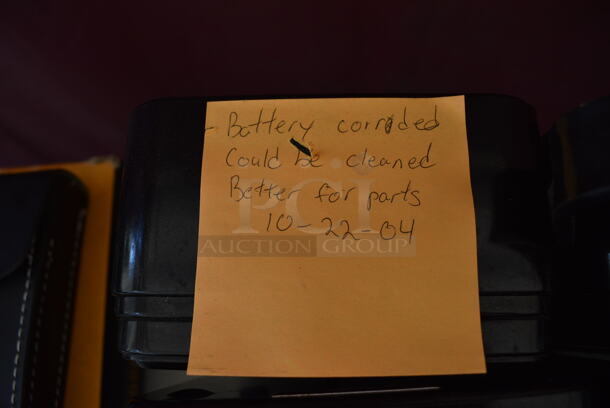 - Battery corroded
Could be cleaned
Better for parts
10-22-04
PCI
AUCTION GROUP